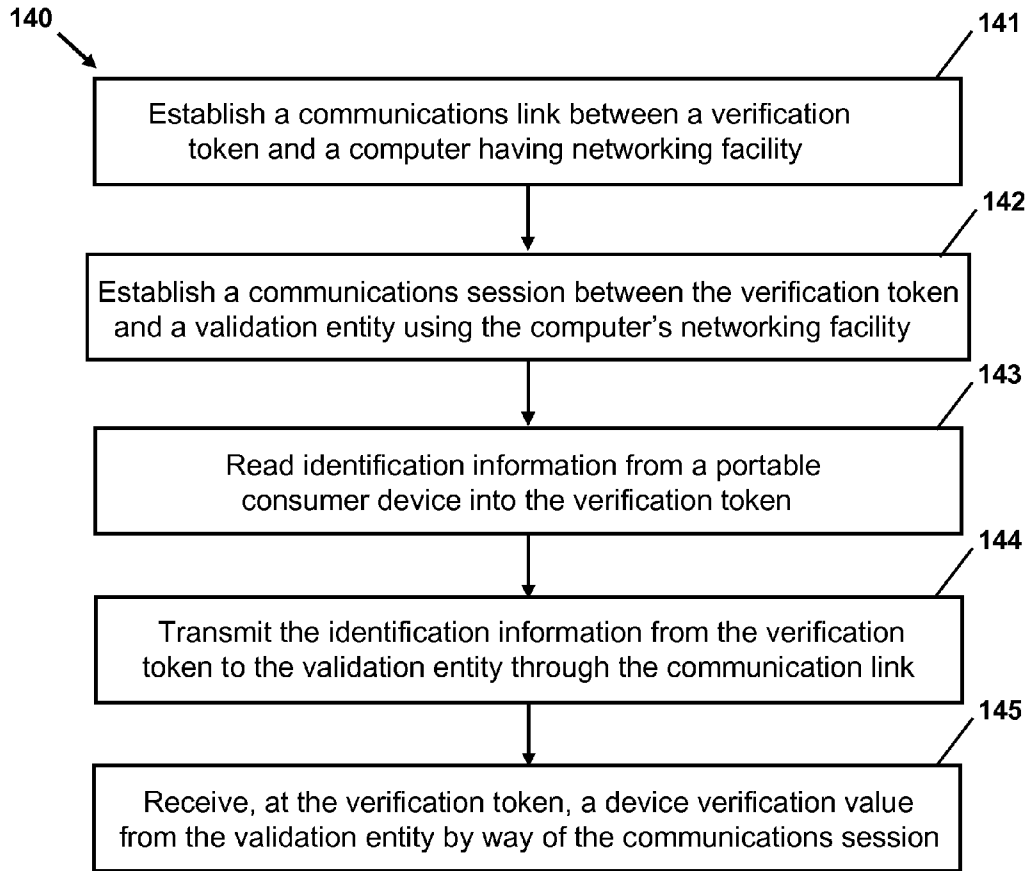 140
141
Establish a communications link between a verification
token and a computer having networking facility
142
Establish a communications session between the verification token
and a validation entity using the computer's networking facility
143
Read identification information from a portable
consumer device into the verification token
144
Transmit the identification information from the verification
token to the validation entity through the communication link
145
Receive, at the verification token, a device verification value
from the validation entity by way of the communications session